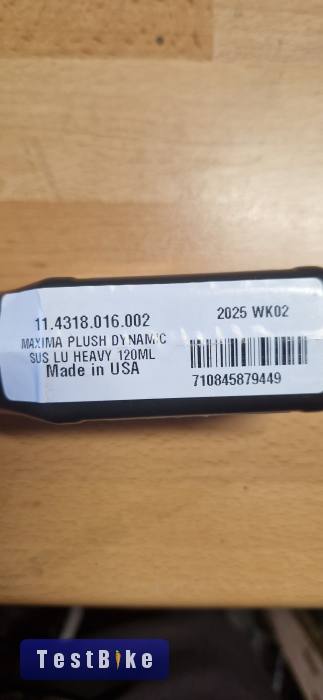 11.4318.016.002
MAXIMA PLUSH DYNAMIC
SUS LU HEAVY 120ML
Made in USA
2025 WK02
710845879449
TestBike